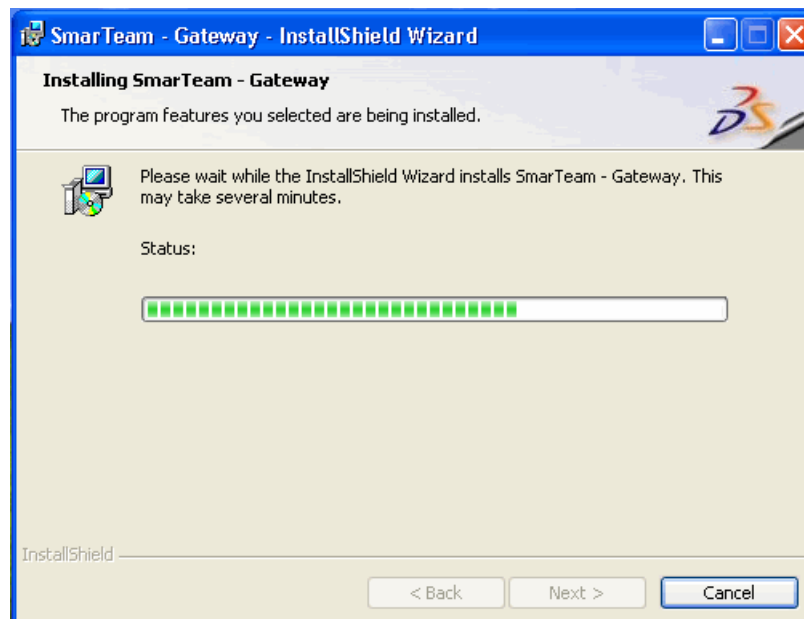 SmarTeam - Gateway - InstallShield Wizard
Installing SmarTeam - Gateway
The program features you selected are being installed.
Please wait while the InstallShield Wizard installs SmarTeam - Gateway. This
may take several minutes.
Status:
InstallShield
< Back
Next >
Cancel